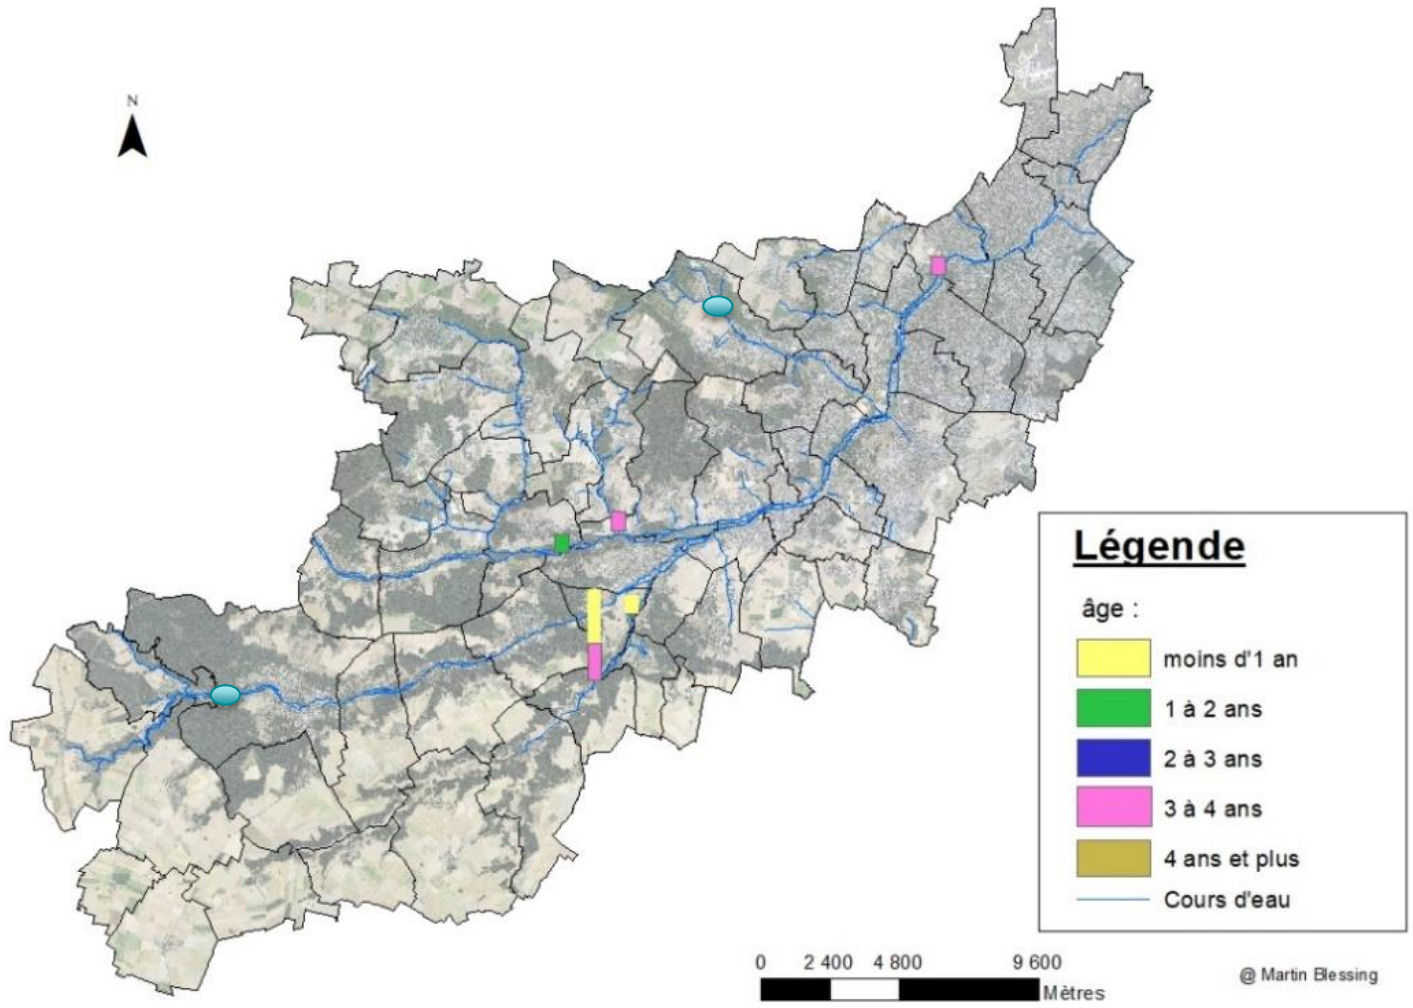 N
Légende
âge :
moins d'1 an
1 à 2 ans
2 à 3 ans
3 à 4 ans
4 ans et plus
Cours d'eau
0 2 400 4 800 9 600
Mètres
@ Martin Blessing